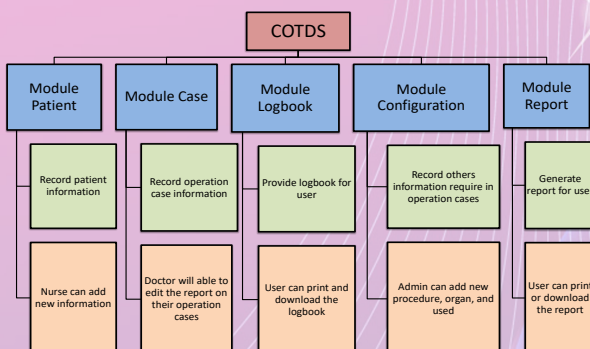 COTDS
Module
Patient
Module Case
Module
Logbook
Module
Configuration
Module
Report
Record patient
information
Record operation
case information
Provide logbook for
user
Record others
information require in
operation cases
Generate
report for use
Nurse can add
new information
Doctor will able to
edit the report on
their operation
cases
User can print and
download the
logbook
Admin can add new
procedure, organ, and
used
User can print
or download
the report